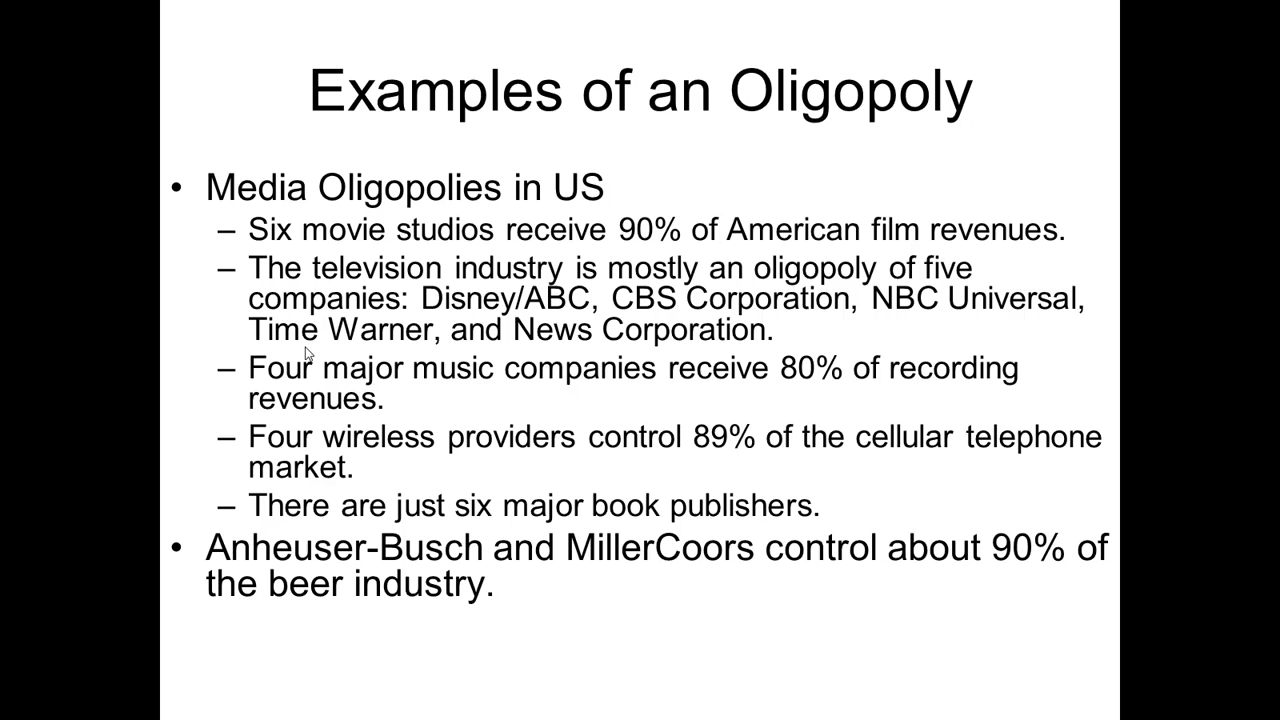 Examples of an Oligopoly
• Media Oligopolies in US
– Six movie studios receive 90% of American film revenues.
– The television industry is mostly an oligopoly of five
companies: Disney/ABC, CBS Corporation, NBC Universal,
Time Warner, and News Corporation.
– Four major music companies receive 80% of recording
revenues.
– Four wireless providers control 89% of the cellular telephone
market.
– There are just six major book publishers.
• Anheuser-Busch and MillerCoors control about 90% of
the beer industry.